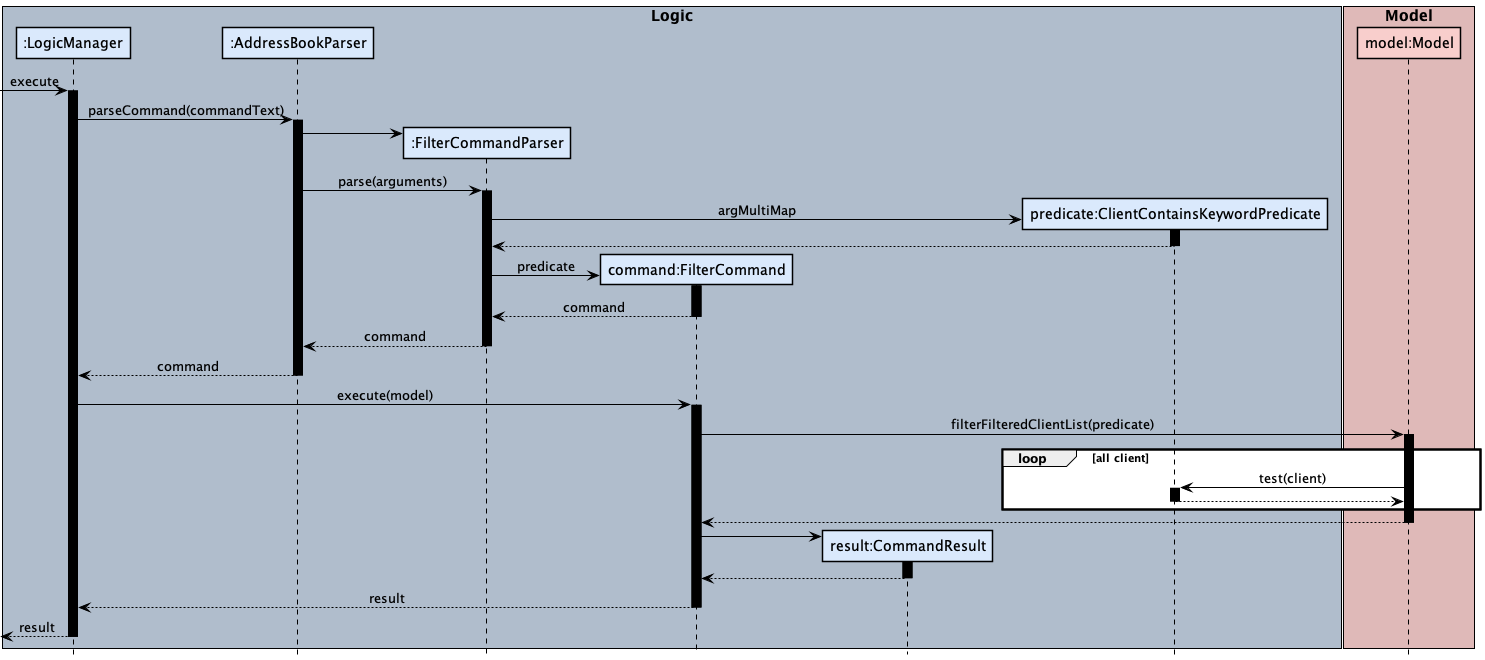 Logic
Model
:LogicManager
:AddressBookParser
model:Model
execute
parseCommand(commandText)
:FilterCommandParser
parse(arguments)
argMultiMap
predicate:ClientContainsKeywordPredicate
predicate
command:FilterCommand
command
command
command
execute(model)
filterFilteredClientList(predicate)
loop
[all client]
test(client)
result:CommandResult
result
result